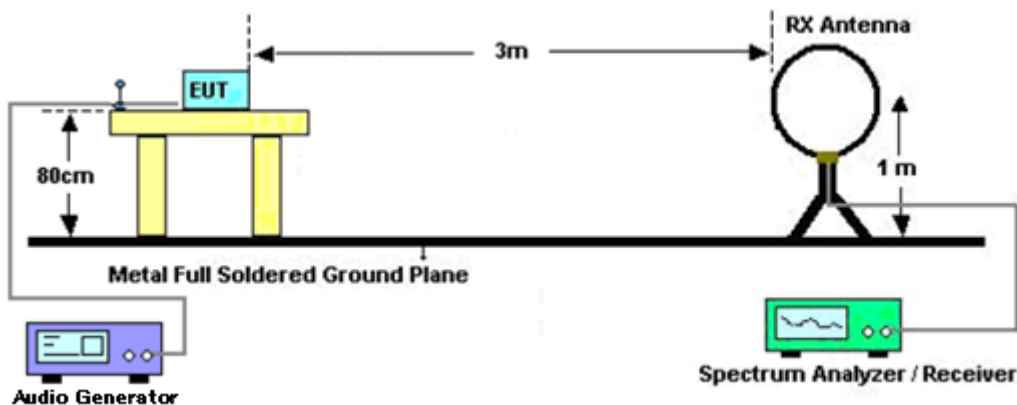 RX Antenna
3m
EUT
80cm
1 m
Metal Full Soldered Ground Plane
Audio Generator
Spectrum Analyzer / Receiver